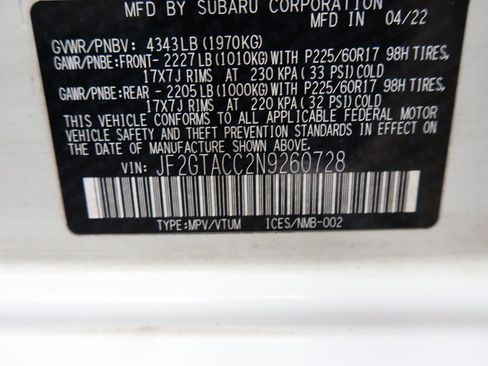 MFD BY SUBARU CORPORATION
MFD IN 04/22
GVWR/PNBV: 4343LB(1970KG)
GAWR/PNBE:FRONT- 2227LB(1010KG)WITH P225/60R17 98H TIRES,
17X7J RIMS AT 230 KPA(33 PSI)COLD
GAWR/PNBE:REAR - 2205LB(1000KG)WITH P225/60R17 98H TIRES,
17X7J RIMS AT 220 KPA(32 PSI)COLD
THIS VEHICLE CONFORMS TO ALL APPLICABLE FEDERAL MOTOR
VEHICLE SAFETY AND THEFT PREVENTION STANDARDS IN EFFECT ON
THE DATE OF MANUFACTURE SHOWN ABOVE.
VIN: JF2GTACC2N9260728
TYPE:MPV/VTUM ICES/NMB-002